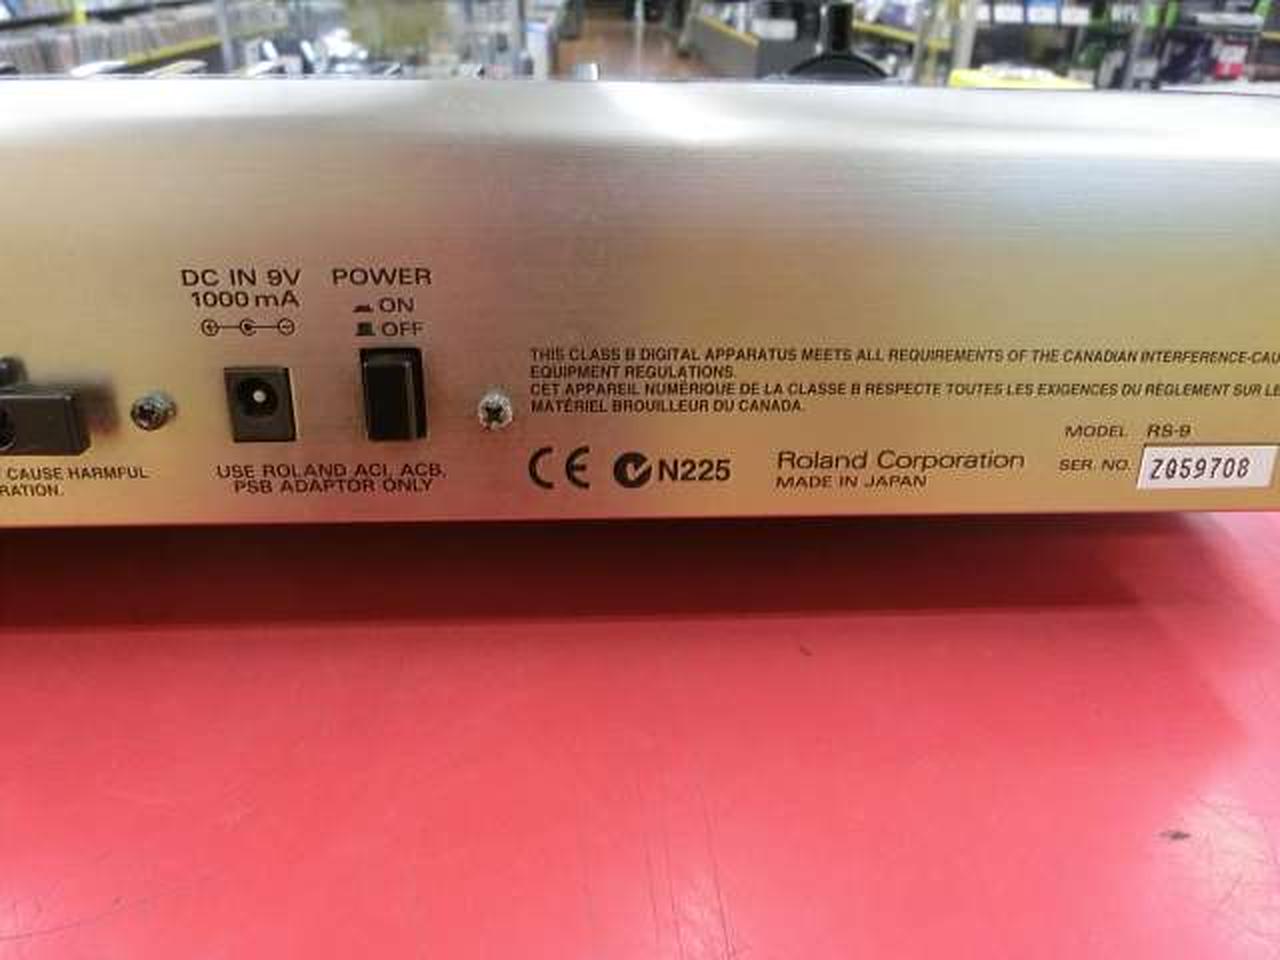 DC IN 9V
1000 mA
POWER
ON
OFF
THIS CLASS B DIGITAL APPARATUS MEETS ALL REQUIREMENTS OF THE CANADIAN INTERFERENCE-CAU
EQUIPMENT REGULATIONS.
CET APPAREIL NUMÉRIQUE DE LA CLASSE B RESPECTE TOUTES LES EXIGENCES DU RÈGLEMENT SUR LE
MATÉRIEL BROUILLEUR DU CANADA.
CAUSE HARMFUL
RATION.
USE ROLAND ACI, ACB,
PSB ADAPTOR ONLY
CE N225
Roland Corporation
MADE IN JAPAN
MODEL RS-9
SER. NO. ZQ59708